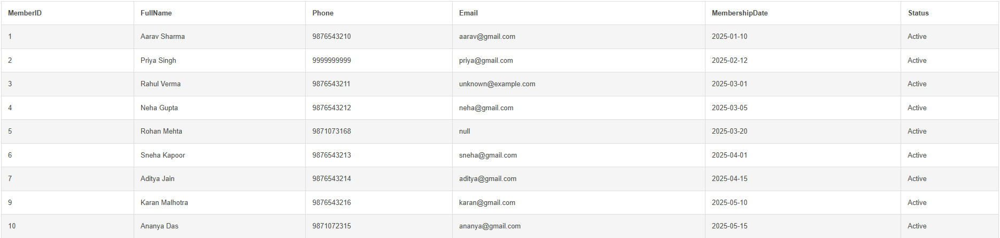 MemberID FullName Phone Email MembershipDate Status
1 Aarav Sharma 9876543210 aarav@gmail.com 2025-01-10 Active
2 Priya Singh 9999999999 priya@gmail.com 2025-02-12 Active
3 Rahul Verma 9876543211 unknown@example.com 2025-03-01 Active
4 Neha Gupta 9876543212 neha@gmail.com 2025-03-05 Active
5 Rohan Mehta 9871073168 null 2025-03-20 Active
6 Sneha Kapoor 9876543213 sneha@gmail.com 2025-04-01 Active
7 Aditya Jain 9876543214 aditya@gmail.com 2025-04-15 Active
9 Karan Malhotra 9876543216 karan@gmail.com 2025-05-10 Active
10 Ananya Das 9871072315 ananya@gmail.com 2025-05-15 Active